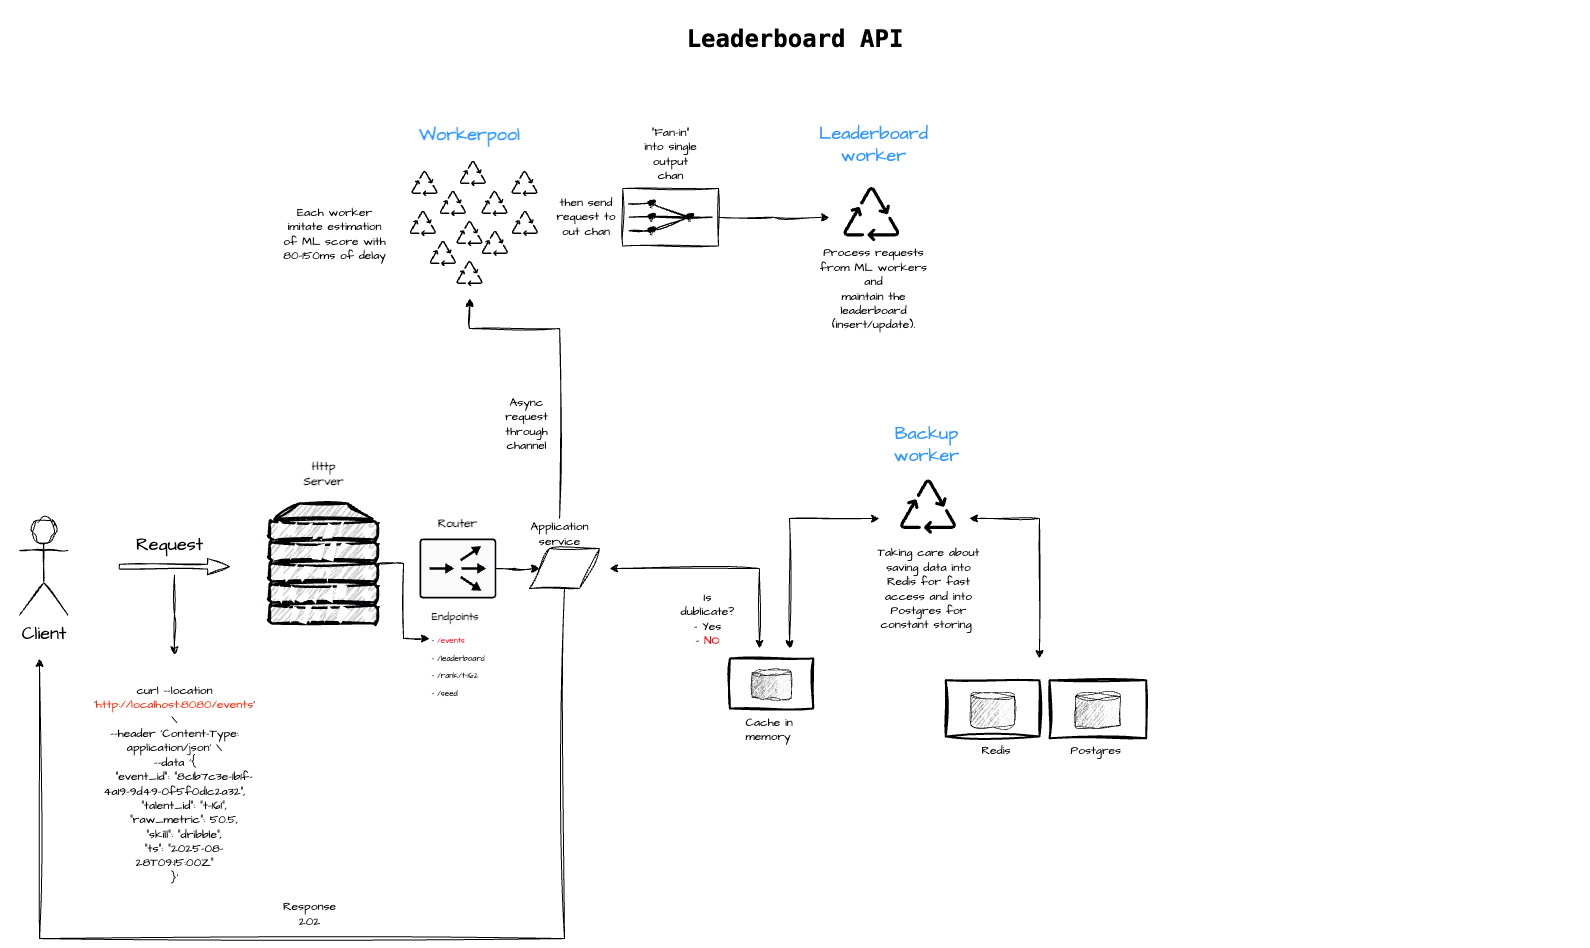 Leaderboard API
Workerpool
"Fan-in"
into single
output
chan
Leaderboard
worker
Each worker
imitate estimation
of ML score with
80-150ms of delay
then send
request to
out chan
Process requests
from ML workers
and
maintain the
leaderboard
(insert/update).
Async
request
through
channel
Backup
worker
Http
Server
Router
Application
service
Request
Client
Taking care about
saving data into
Redis for fast
access and into
Postgres for
constant storing
Is
dublicate?
- Yes
- NO
Endpoints
- /events
- /leaderboard
- /rank/t-162
- /seed
Cache in
memory
Redis
Postgres
curl --location
'http://localhost:8080/events'
\
--header 'Content-Type:
application/json' \
--data '{
"event_id": "8c1b7c3e-1b1f-
4a19-9d49-0f5f0d1c2a32",
"talent_id": "t-161",
"raw_metric": 50.5,
"skill": "dribble",
"ts": "2025-08-
28T09:15:00Z"
}'
Response
202